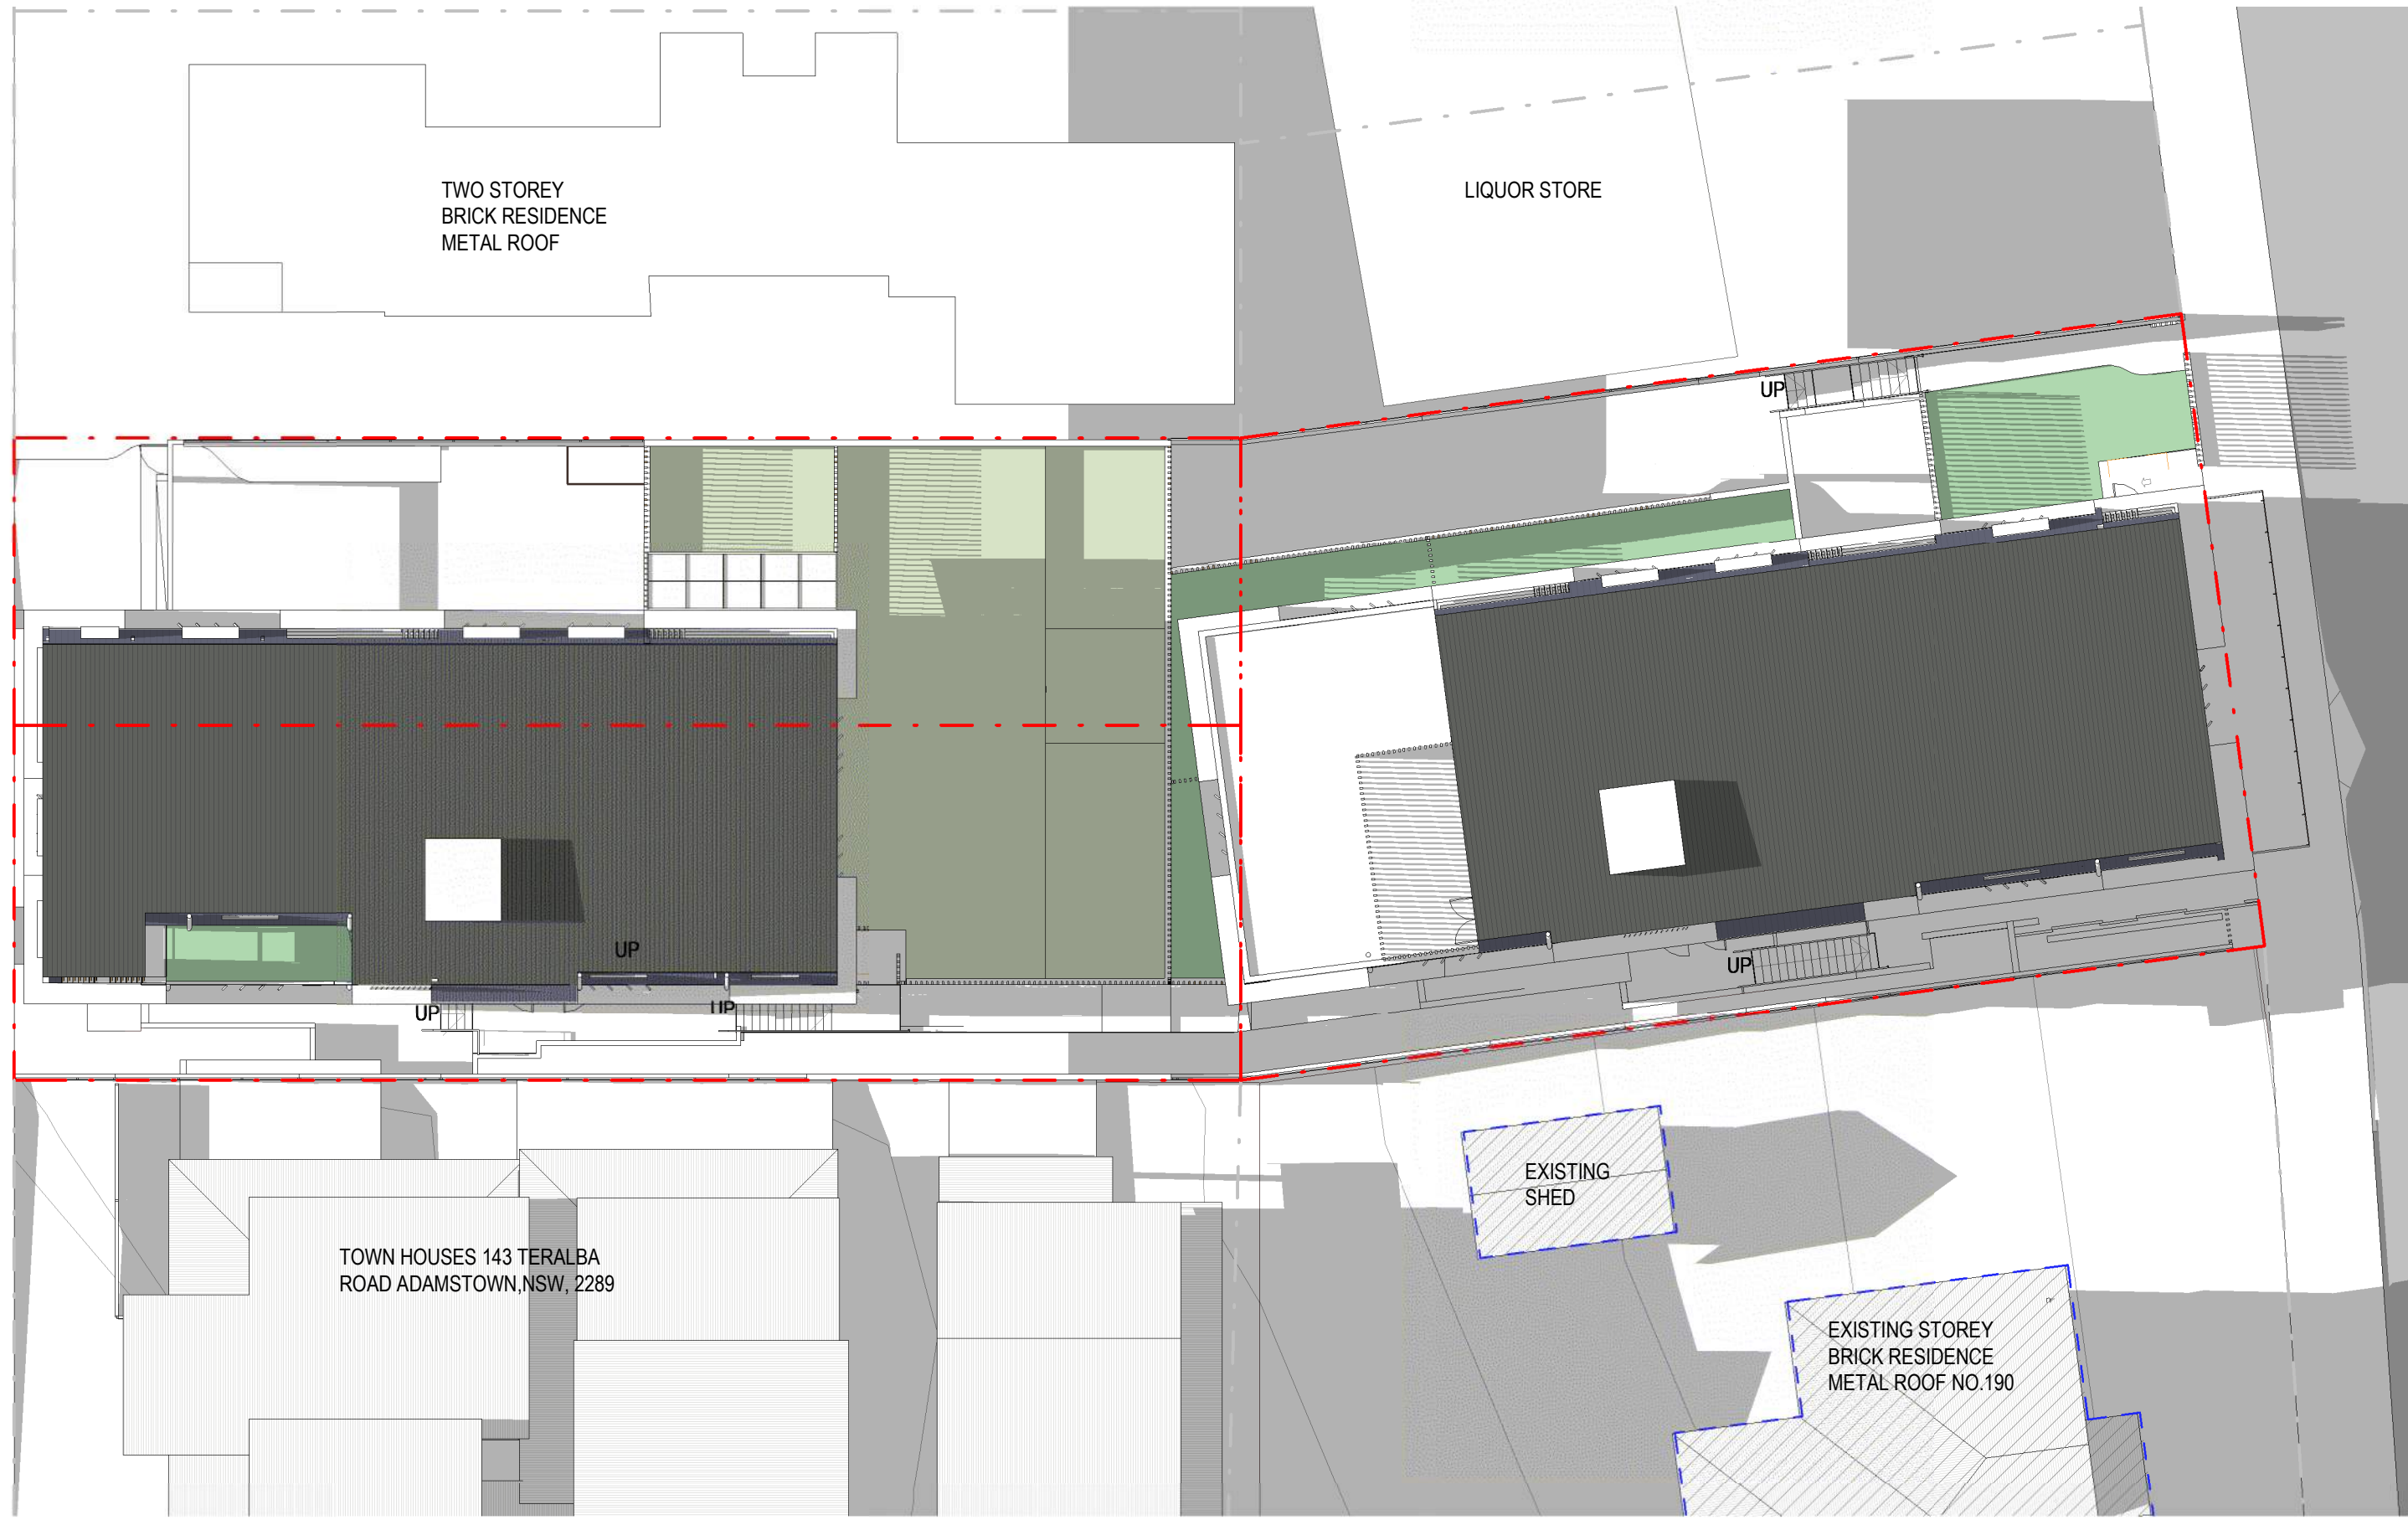 TWO STOREY
BRICK RESIDENCE
METAL ROOF
LIQUOR STORE
UP
UP
UP
UP
UP
EXISTING
SHED
TOWN HOUSES 143 TERALBA
ROAD ADAMSTOWN,NSW, 2289
EXISTING STOREY
BRICK RESIDENCE
METAL ROOF NO.190